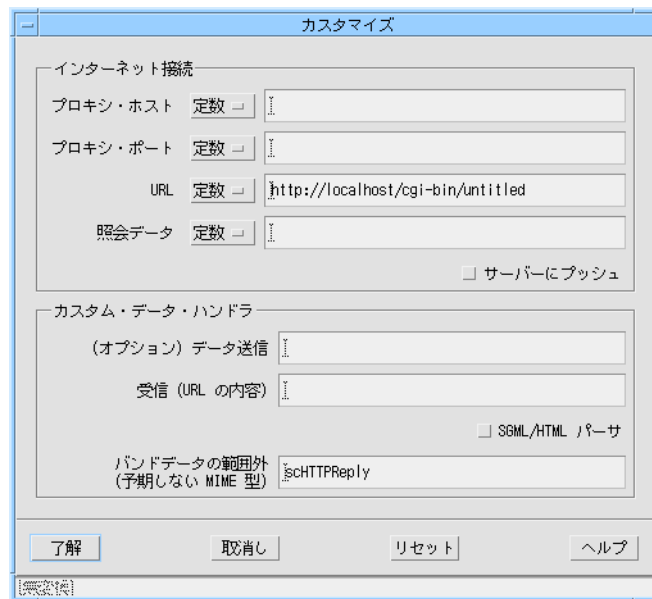 カスタマイズ
インターネット接続
プロキシ・ホスト 定数
プロキシ・ポート 定数
URL 定数 http://localhost/cgi-bin/untitled
照会データ 定数
サーバーにプッシュ
カスタム・データ・ハンドラ
(オプション) データ送信
受信 (URL の内容)
SGML/HTML パーサ
バンドデータの範囲外
(予期しない MIME 型) scHTTPReply
了解 取消し リセット ヘルプ